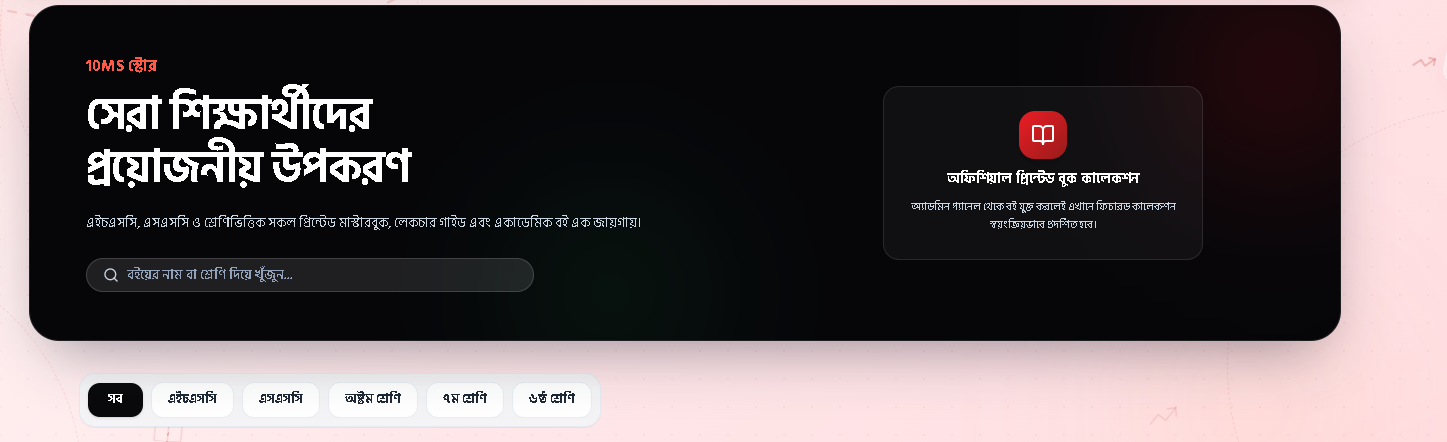 10MS স্টোর
সেরা শিক্ষার্থীদের
প্রয়োজনীয় উপকরণ
এইচএসসি, এসএসসি ও শ্রেণিভিত্তিক সকল প্রিন্টেড মাস্টারবুক, লেকচার গাইড এবং একাডেমিক বই এক জায়গায়।
বইয়ের নাম বা শ্রেণি দিয়ে খুঁজুন...
অফিশিয়াল প্রিন্টেড বুক কালেকশন
অ্যাডমিন প্যানেল থেকে বই যুক্ত করলেই এখানে ফিচারড কালেকশন
স্বয়ংক্রিয়ভাবে প্রদর্শিত হবে।
সব
এইচএসসি
এসএসসি
অষ্টম শ্রেণি
৭ম শ্রেণি
৬ষ্ঠ শ্রেণি